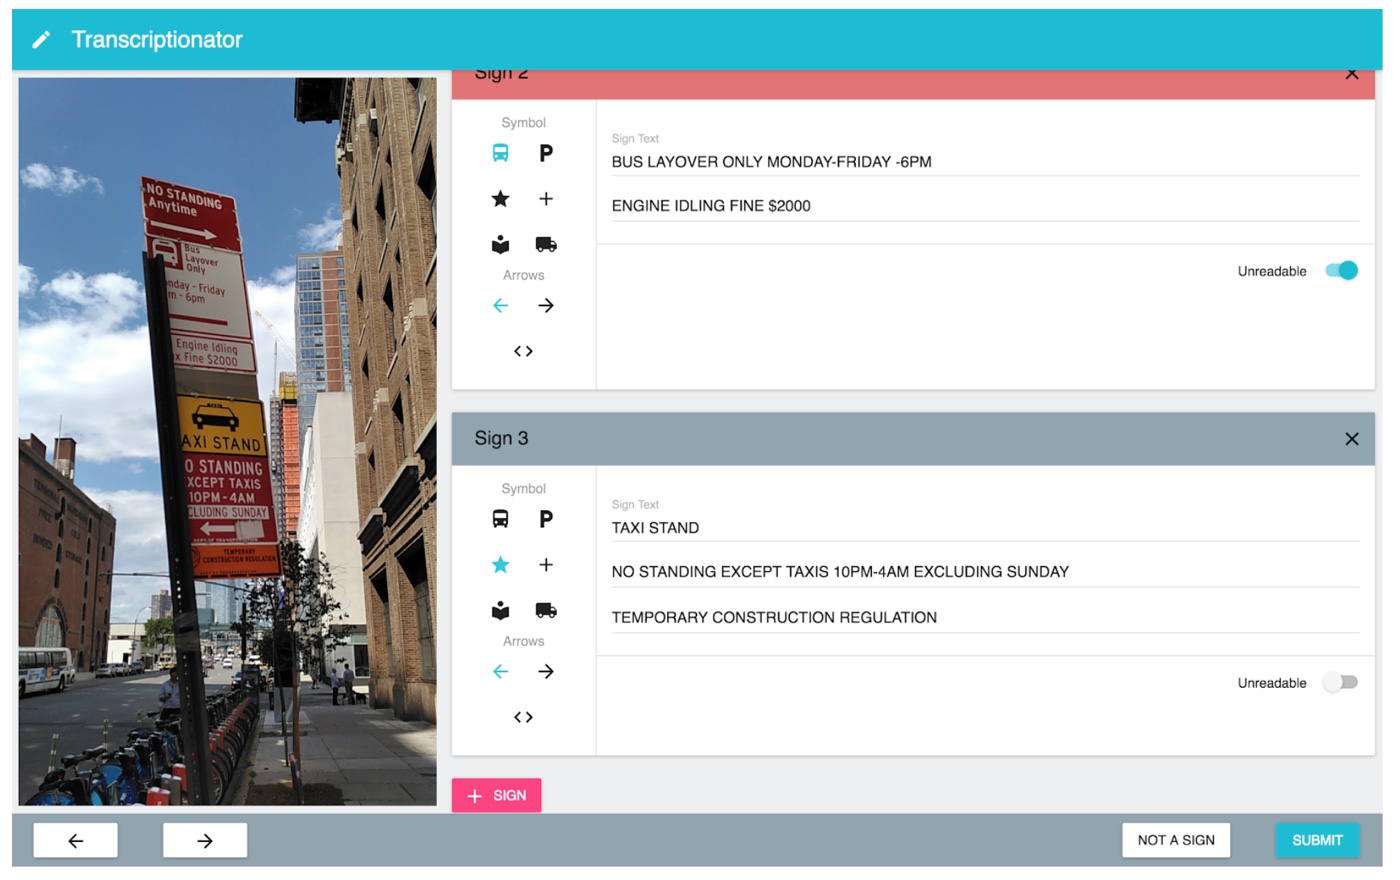 Transcriptionator
NO STANDING
Anytime
Bus
Layover
Only
nday - Friday
m - 6pm
Engine Idling
x Fine $2000
AXI STAND
O STANDING
XCEPT TAXIS
10PM-4AM
CLUDING SUNDAY
TEMPORARY
CONSTRUCTION REGULATION
Sign 2
Symbol
P
Arrows
Sign Text
BUS LAYOVER ONLY MONDAY-FRIDAY -6PM
ENGINE IDLING FINE $2000
Unreadable
Sign 3
Symbol
P
Arrows
Sign Text
TAXI STAND
NO STANDING EXCEPT TAXIS 10PM-4AM EXCLUDING SUNDAY
TEMPORARY CONSTRUCTION REGULATION
Unreadable
+ SIGN
NOT A SIGN
SUBMIT